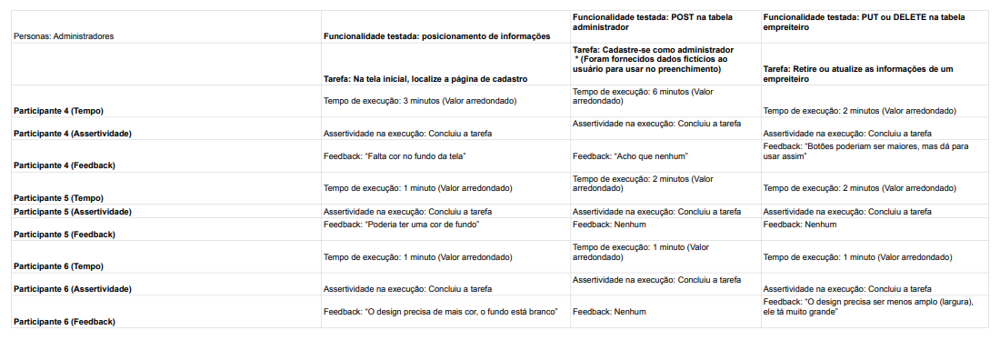 Personas: Administradores
Funcionalidade testada: posicionamento de informações
Funcionalidade testada: POST na tabela
administrador
Funcionalidade testada: PUT ou DELETE na tabela
empreiteiro
Tarefa: Na tela inicial, localize a página de cadastro
Tarefa: Cadastre-se como administrador
* (Foram fornecidos dados fictícios ao
usuário para usar no preenchimento)
Tarefa: Retire ou atualize as informações de um
empreiteiro
Participante 4 (Tempo)
Tempo de execução: 3 minutos (Valor arredondado)
Tempo de execução: 6 minutos (Valor
arredondado)
Tempo de execução: 2 minutos (Valor arredondado)
Participante 4 (Assertividade)
Assertividade na execução: Concluiu a tarefa
Assertividade na execução: Concluiu a tarefa
Assertividade na execução: Concluiu a tarefa
Participante 4 (Feedback)
Feedback: “Falta cor no fundo da tela”
Feedback: “Acho que nenhum”
Feedback: “Botões poderiam ser maiores, mas dá para
usar assim”
Participante 5 (Tempo)
Tempo de execução: 1 minuto (Valor arredondado)
Tempo de execução: 2 minutos (Valor
arredondado)
Tempo de execução: 2 minutos (Valor arredondado)
Participante 5 (Assertividade)
Assertividade na execução: Concluiu a tarefa
Assertividade na execução: Concluiu a tarefa
Assertividade na execução: Concluiu a tarefa
Participante 5 (Feedback)
Feedback: “Poderia ter uma cor de fundo”
Feedback: Nenhum
Feedback: Nenhum
Participante 6 (Tempo)
Tempo de execução: 1 minuto (Valor arredondado)
Tempo de execução: 1 minuto (Valor
arredondado)
Tempo de execução: 1 minuto (Valor arredondado)
Participante 6 (Assertividade)
Assertividade na execução: Concluiu a tarefa
Assertividade na execução: Concluiu a tarefa
Assertividade na execução: Concluiu a tarefa
Participante 6 (Feedback)
Feedback: “O design precisa de mais cor, o fundo está branco”
Feedback: Nenhum
Feedback: “O design precisa ser menos amplo (largura),
ele tá muito grande”